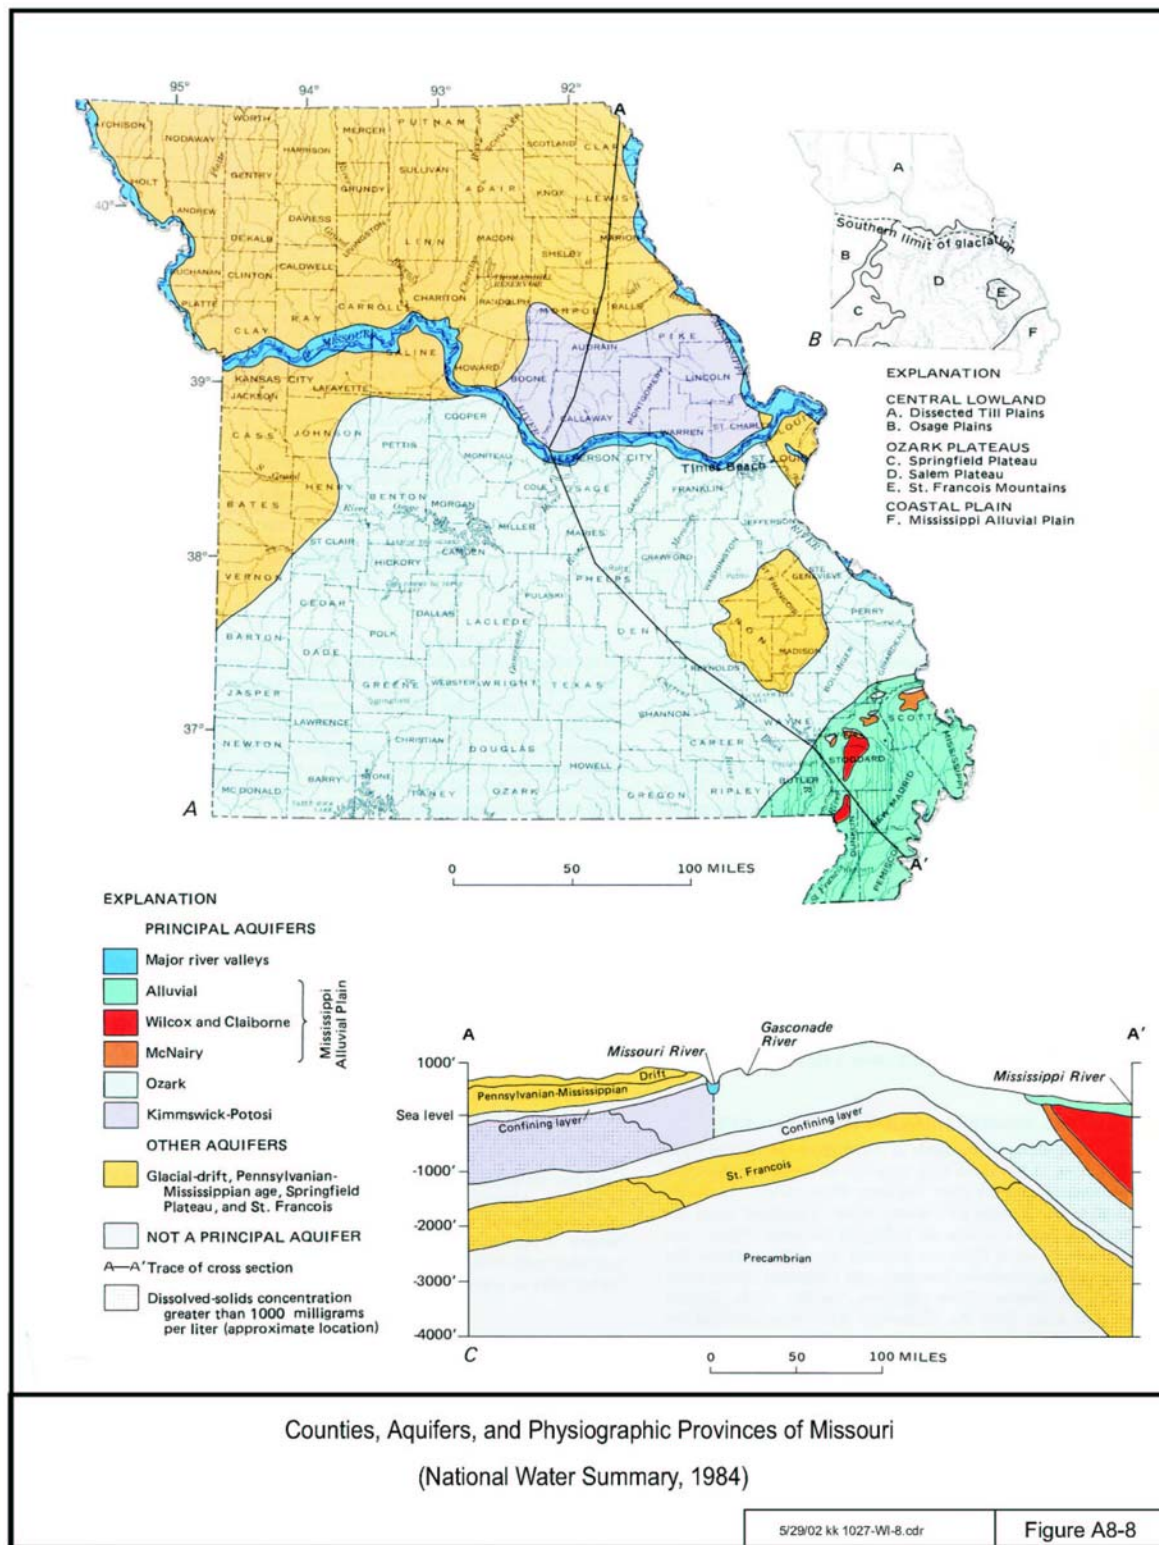 95° 94° 93° 92°
A
ATCHISON
NODAWAY
WORTH
HARRISON
MERCER
PUTNAM
SCHUYLER
SCOTLAND
CLARK
HOLT
GENTRY
GRUNDY
SULLIVAN
ADAIR
KNOX
LEWIS
40°
ANDREW
DEKALB
DAVIESS
LIVINGSTON
LINN
MACON
SHELBY
MARION
BUCHANAN
CLINTON
CALDWELL
CARROLL
CHARITON
RANDOLPH
MONROE
RALLS
PLATTE
CLAY
RAY
SALINE
HOWARD
BOONE
AUDRAIN
PIKE
MISSOURI
RIVER
MISSISSIPPI
39°
KANSAS CITY
JACKSON
LAFAYETTE
COOPER
CALLAWAY
MONTGOMERY
LINCOLN
WARREN
ST. CHARLES
ST LOUIS
CASS
JOHNSON
PETTIS
MONITEAU
JEFFERSON CITY
Times Beach
HENRY
BENTON
MORGAN
COLE
OSAGE
GASCONADE
FRANKLIN
BATES
ST CLAIR
MILLER
MARIES
JEFFERSON
RIVER
38°
VERNON
HICKORY
CAMDEN
PHELPS
CRAWFORD
WASHINGTON
ST FRANCOIS
STE GENEVIEVE
CEDAR
DALLAS
LACLEDE
PULASKI
DENT
IRON
PERRY
BARTON
DADE
POLK
MADISON
REYNOLDS
BOLLINGER
GIRARDEAU
JASPER
GREENE
WEBSTER
WRIGHT
TEXAS
SHANNON
WAYNE
SCOTT
37°
LAWRENCE
NEWTON
CHRISTIAN
DOUGLAS
HOWELL
CARTER
STODDARD
MISSISSIPPI
MCDONALD
BARRY
STONE
TANEY
OZARK
OREGON
RIPLEY
BUTLER
NEW MADRID
DUNKLIN
PEMISCOT
A
A'
0 50 100 MILES
A
Southern limit of glaciation
B
D
E
C
F
B
EXPLANATION
CENTRAL LOWLAND
A. Dissected Till Plains
B. Osage Plains
OZARK PLATEAUS
C. Springfield Plateau
D. Salem Plateau
E. St. Francois Mountains
COASTAL PLAIN
F. Mississippi Alluvial Plain
EXPLANATION
PRINCIPAL AQUIFERS
Major river valleys
Alluvial
Wilcox and Claiborne
McNairy
Mississippi
Alluvial Plain
Ozark
Kimmswick-Potosi
OTHER AQUIFERS
Glacial-drift, Pennsylvanian-
Mississippian age, Springfield
Plateau, and St. Francois
NOT A PRINCIPAL AQUIFER
A—A' Trace of cross section
Dissolved-solids concentration
greater than 1000 milligrams
per liter (approximate location)
A
A'
Gasconade
River
Missouri River
Mississippi River
1000'
Sea level
-1000'
-2000'
-3000'
-4000'
Drift
Pennsylvanian-Mississippian
Confining layer
Confining layer
St. Francois
Precambrian
C
0 50 100 MILES
Counties, Aquifers, and Physiographic Provinces of Missouri
(National Water Summary, 1984)
5/29/02 kk 1027-WI-8.cdr
Figure A8-8